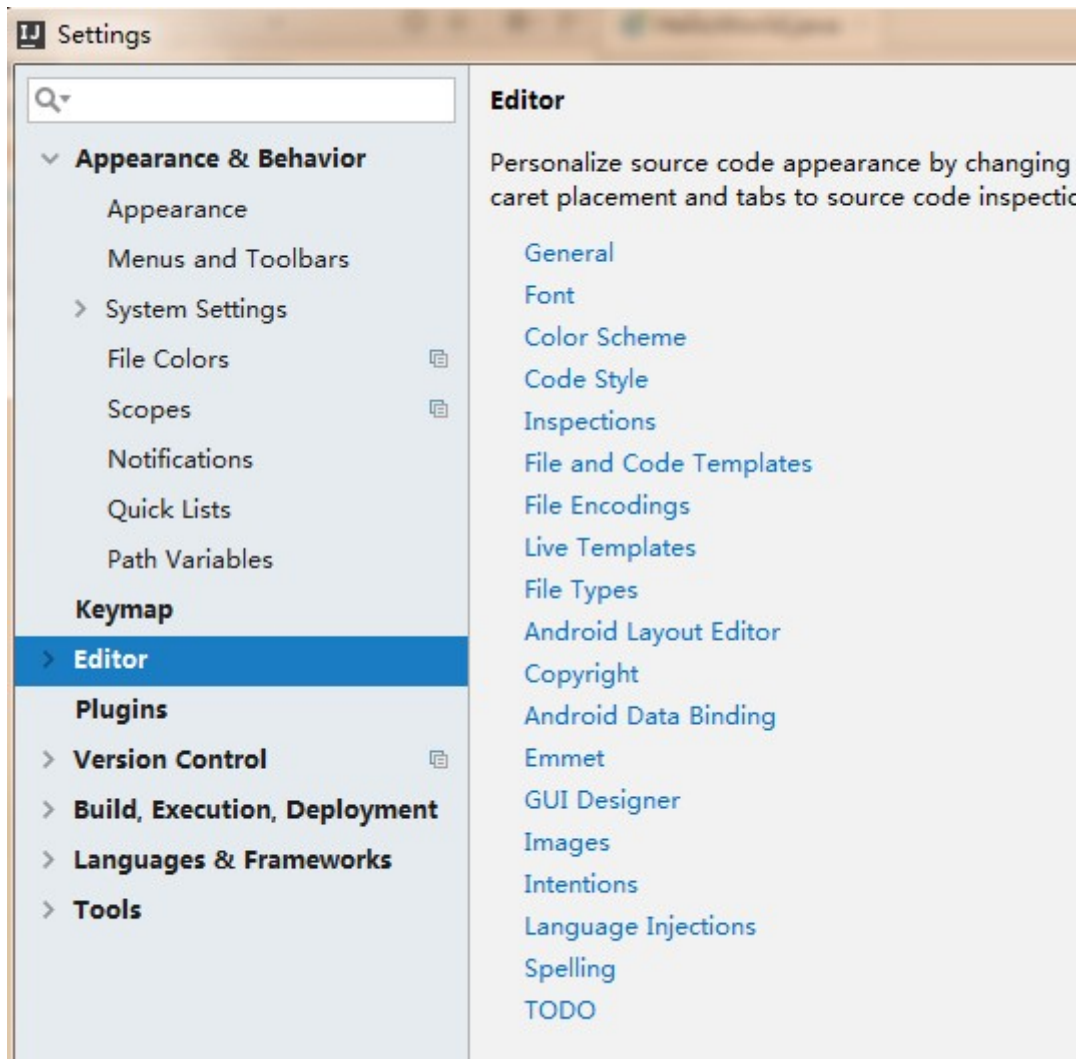 IJ Settings
Appearance & Behavior
Appearance
Menus and Toolbars
System Settings
File Colors
Scopes
Notifications
Quick Lists
Path Variables
Keymap
Editor
Plugins
Version Control
Build, Execution, Deployment
Languages & Frameworks
Tools
Editor
Personalize source code appearance by changing
caret placement and tabs to source code inspectio
General
Font
Color Scheme
Code Style
Inspections
File and Code Templates
File Encodings
Live Templates
File Types
Android Layout Editor
Copyright
Android Data Binding
Emmet
GUI Designer
Images
Intentions
Language Injections
Spelling
TODO